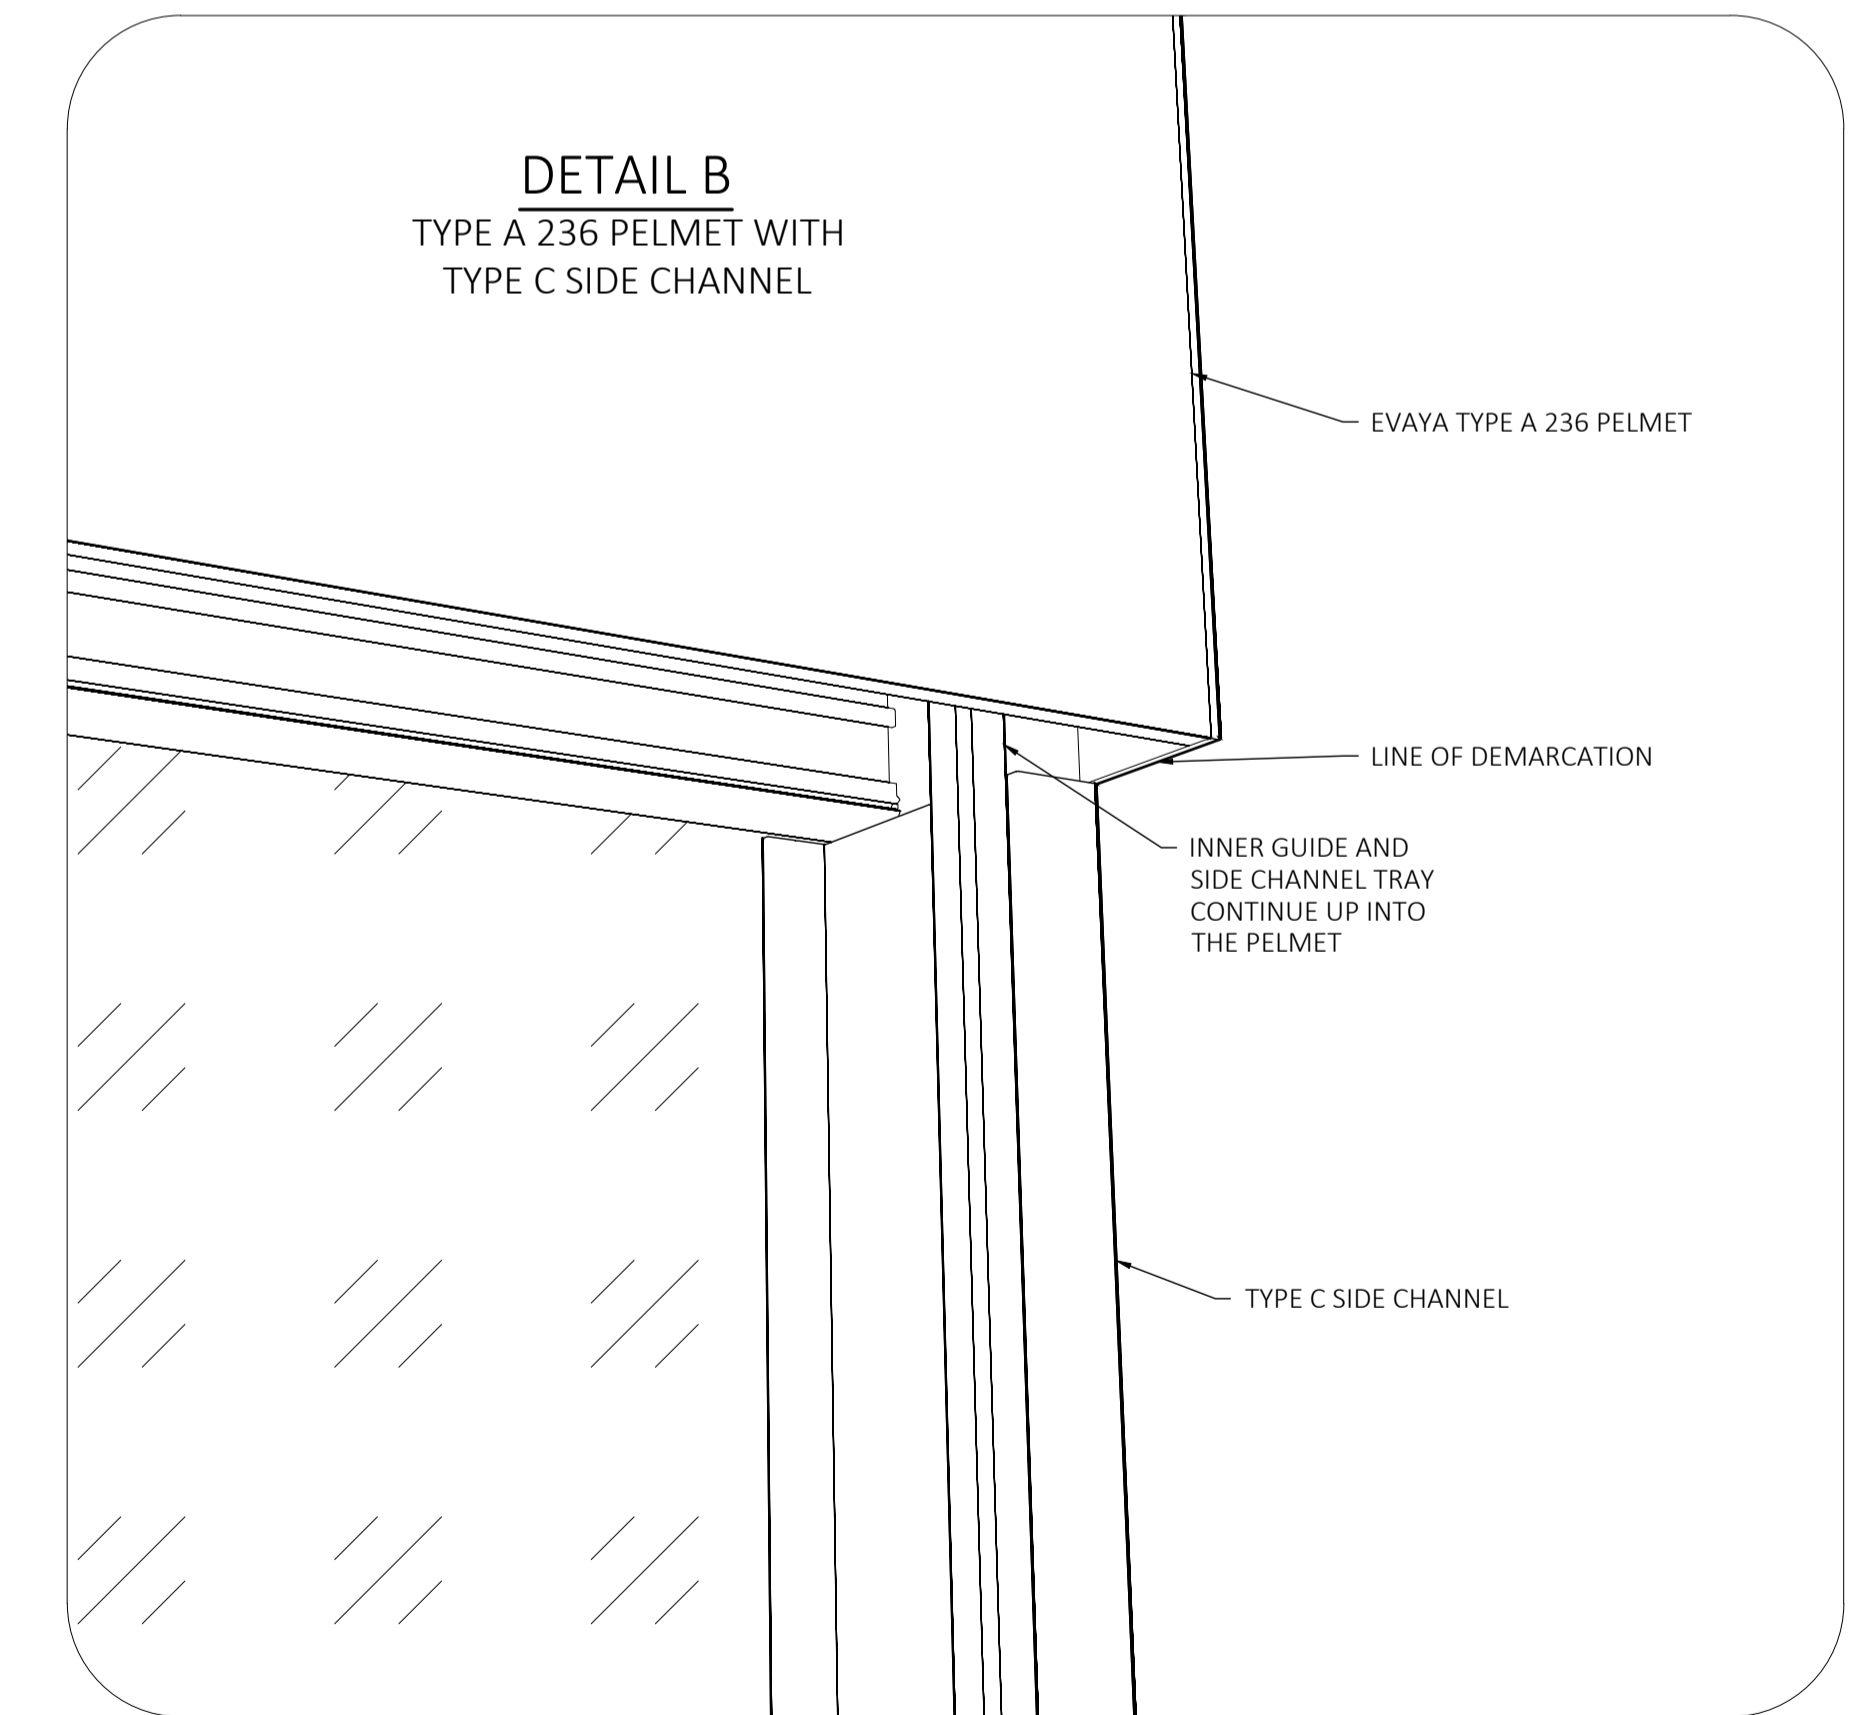 DETAIL B
TYPE A 236 PELMET WITH
TYPE C SIDE CHANNEL
EVAYA TYPE A 236 PELMET
LINE OF DEMARCATION
INNER GUIDE AND
SIDE CHANNEL TRAY
CONTINUE UP INTO
THE PELMET
TYPE C SIDE CHANNEL